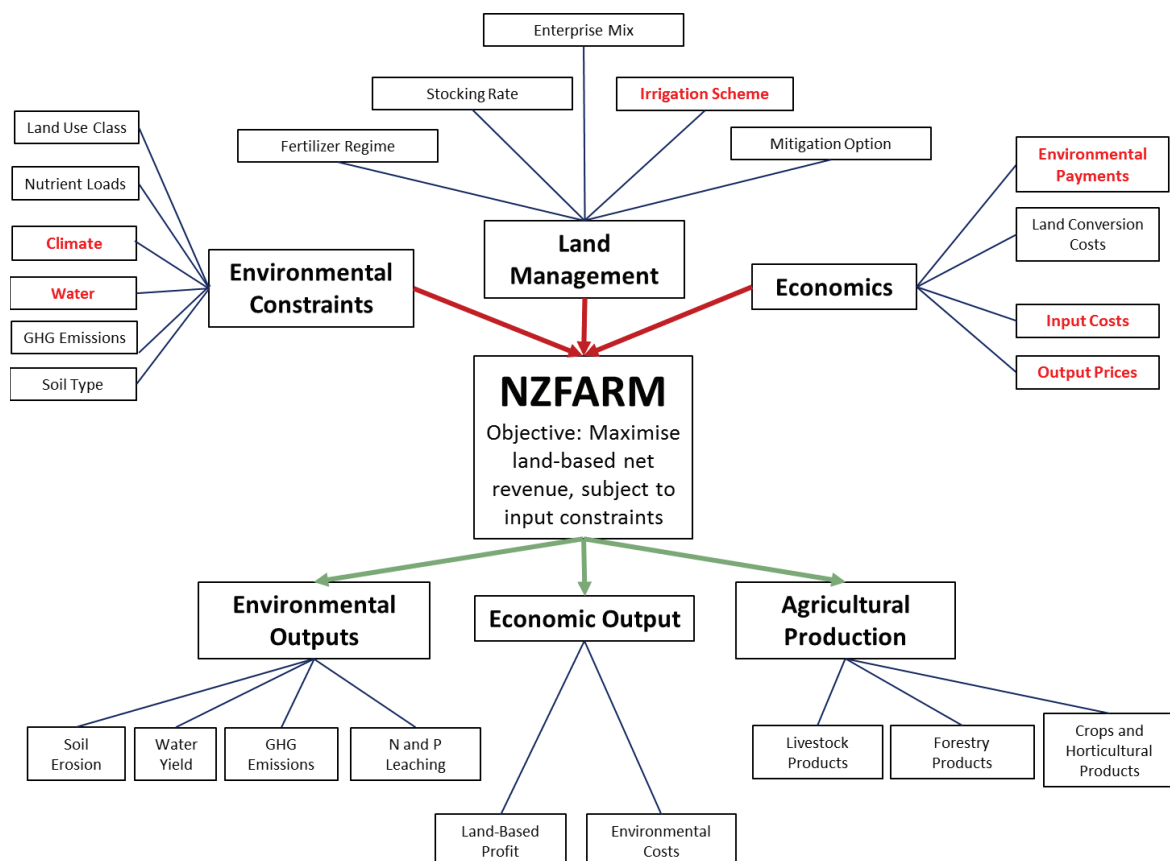 Enterprise Mix
Stocking Rate
Irrigation Scheme
Fertilizer Regime
Mitigation Option
Land Use Class
Nutrient Loads
Climate
Water
GHG Emissions
Soil Type
Environmental
Constraints
Land
Management
Economics
Environmental
Payments
Land Conversion
Costs
Input Costs
Output Prices
NZFARM
Objective: Maximise
land-based net
revenue, subject to
input constraints
Environmental
Outputs
Economic Output
Agricultural
Production
Soil
Erosion
Water
Yield
GHG
Emissions
N and P
Leaching
Land-Based
Profit
Environmental
Costs
Livestock
Products
Forestry
Products
Crops and
Horticultural
Products